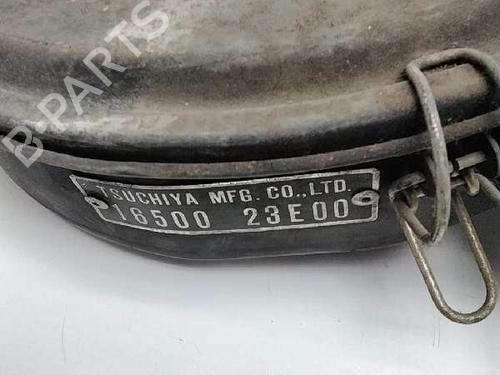 B-PARTS
TSUCHIYA MFG. CO.,LTD.
16500 23E00